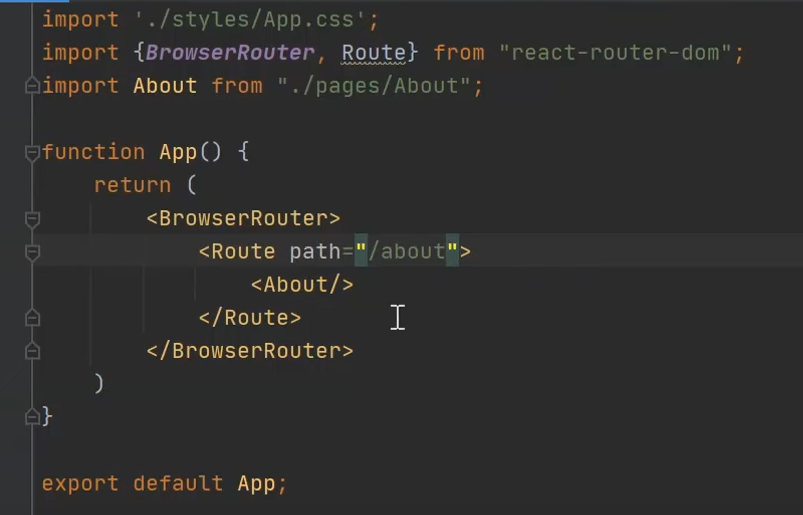 import './styles/App.css';
import {BrowserRouter, Route} from "react-router-dom";
import About from "./pages/About";
function App() {
return (
<BrowserRouter>
<Route path="/about">
<About/>
</Route>
</BrowserRouter>
)
}
export default App;